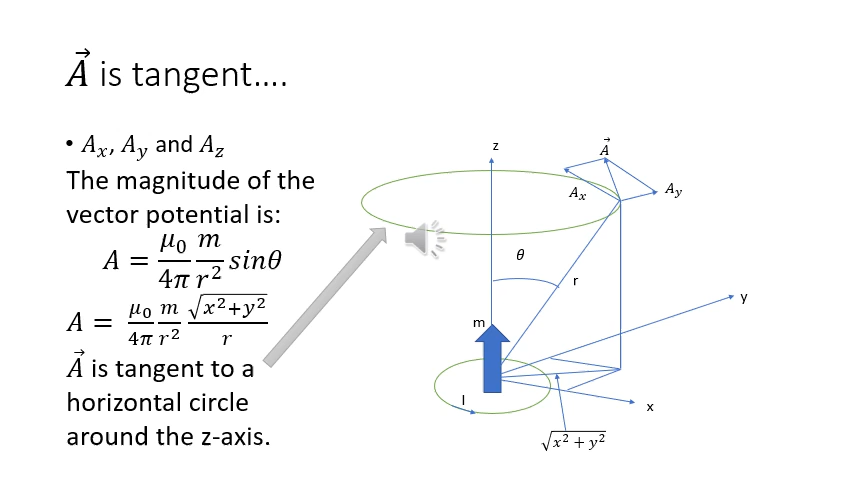 A⃗ is tangent....
• Aₓ, A_y and A_z
The magnitude of the
vector potential is:
A = μ₀/4π m/r² sinθ
A = μ₀/4π m/r² √(x²+y²)/r
A⃗ is tangent to a
horizontal circle
around the z-axis.
z
A⃗
Aₓ
A_y
θ
r
y
m
I
x
√(x² + y²)